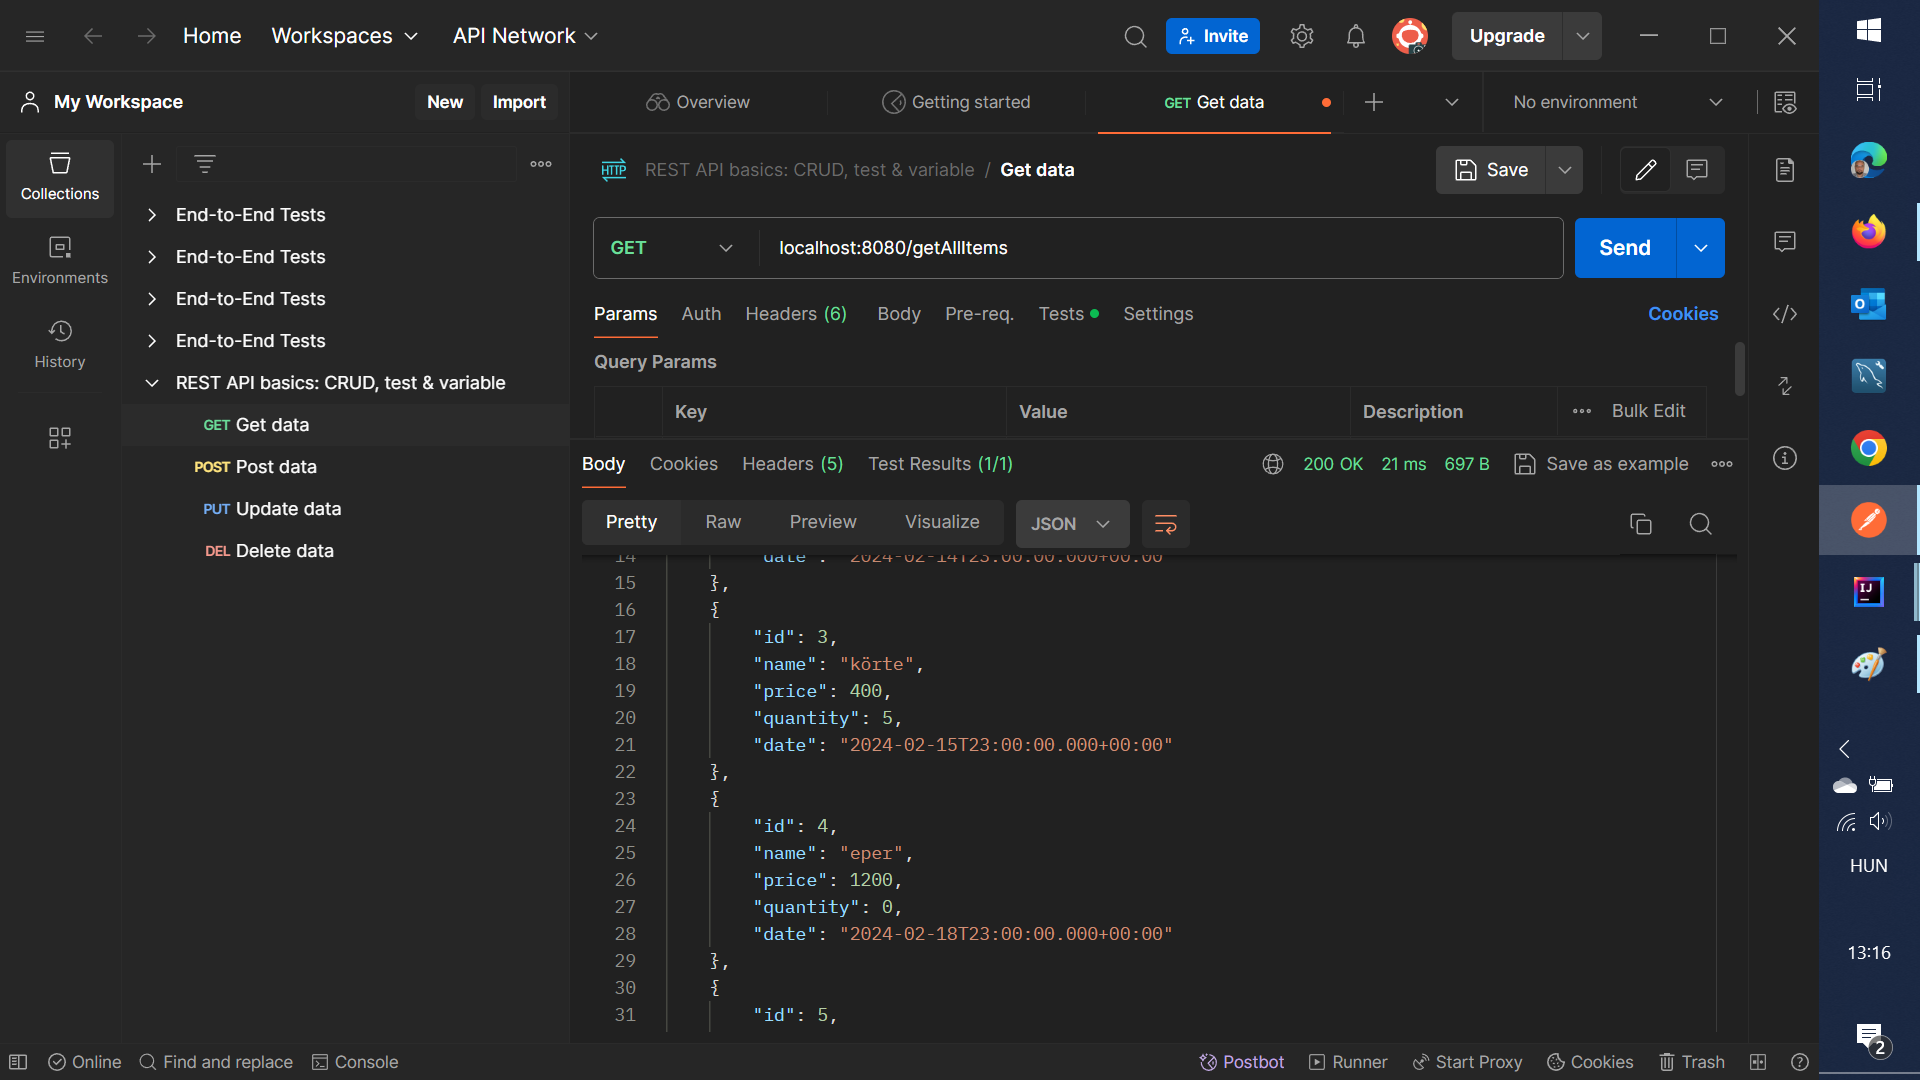 Home
Workspaces
API Network
Invite
Upgrade
My Workspace
New
Import
Overview
Getting started
GET Get data
No environment
Collections
Environments
History
End-to-End Tests
End-to-End Tests
End-to-End Tests
End-to-End Tests
REST API basics: CRUD, test & variable
GET Get data
POST Post data
PUT Update data
DEL Delete data
HTTP REST API basics: CRUD, test & variable / Get data
Save
GET
localhost:8080/getAllItems
Send
Params Auth Headers (6) Body Pre-req. Tests Settings
Cookies
Query Params
Key Value Description Bulk Edit
Body Cookies Headers (5) Test Results (1/1)
200 OK 21 ms 697 B Save as example
Pretty Raw Preview Visualize JSON
14 "date": "2024-02-14T23:00:00.000+00:00"
15 },
16 {
17 "id": 3,
18 "name": "körte",
19 "price": 400,
20 "quantity": 5,
21 "date": "2024-02-15T23:00:00.000+00:00"
22 },
23 {
24 "id": 4,
25 "name": "eper",
26 "price": 1200,
27 "quantity": 0,
28 "date": "2024-02-18T23:00:00.000+00:00"
29 },
30 {
31 "id": 5,
Online
Find and replace
Console
Postbot
Runner
Start Proxy
Cookies
Trash
IJ
HUN
13:16
2